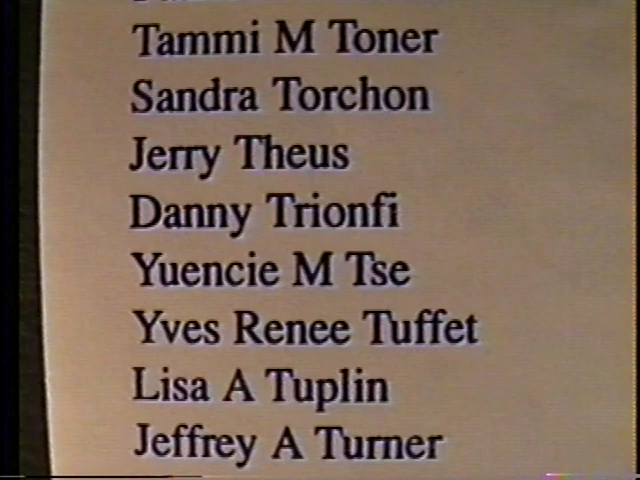 Tammi M Toner
Sandra Torchon
Jerry Theus
Danny Trionfi
Yuencie M Tse
Yves Renee Tuffet
Lisa A Tuplin
Jeffrey A Turner